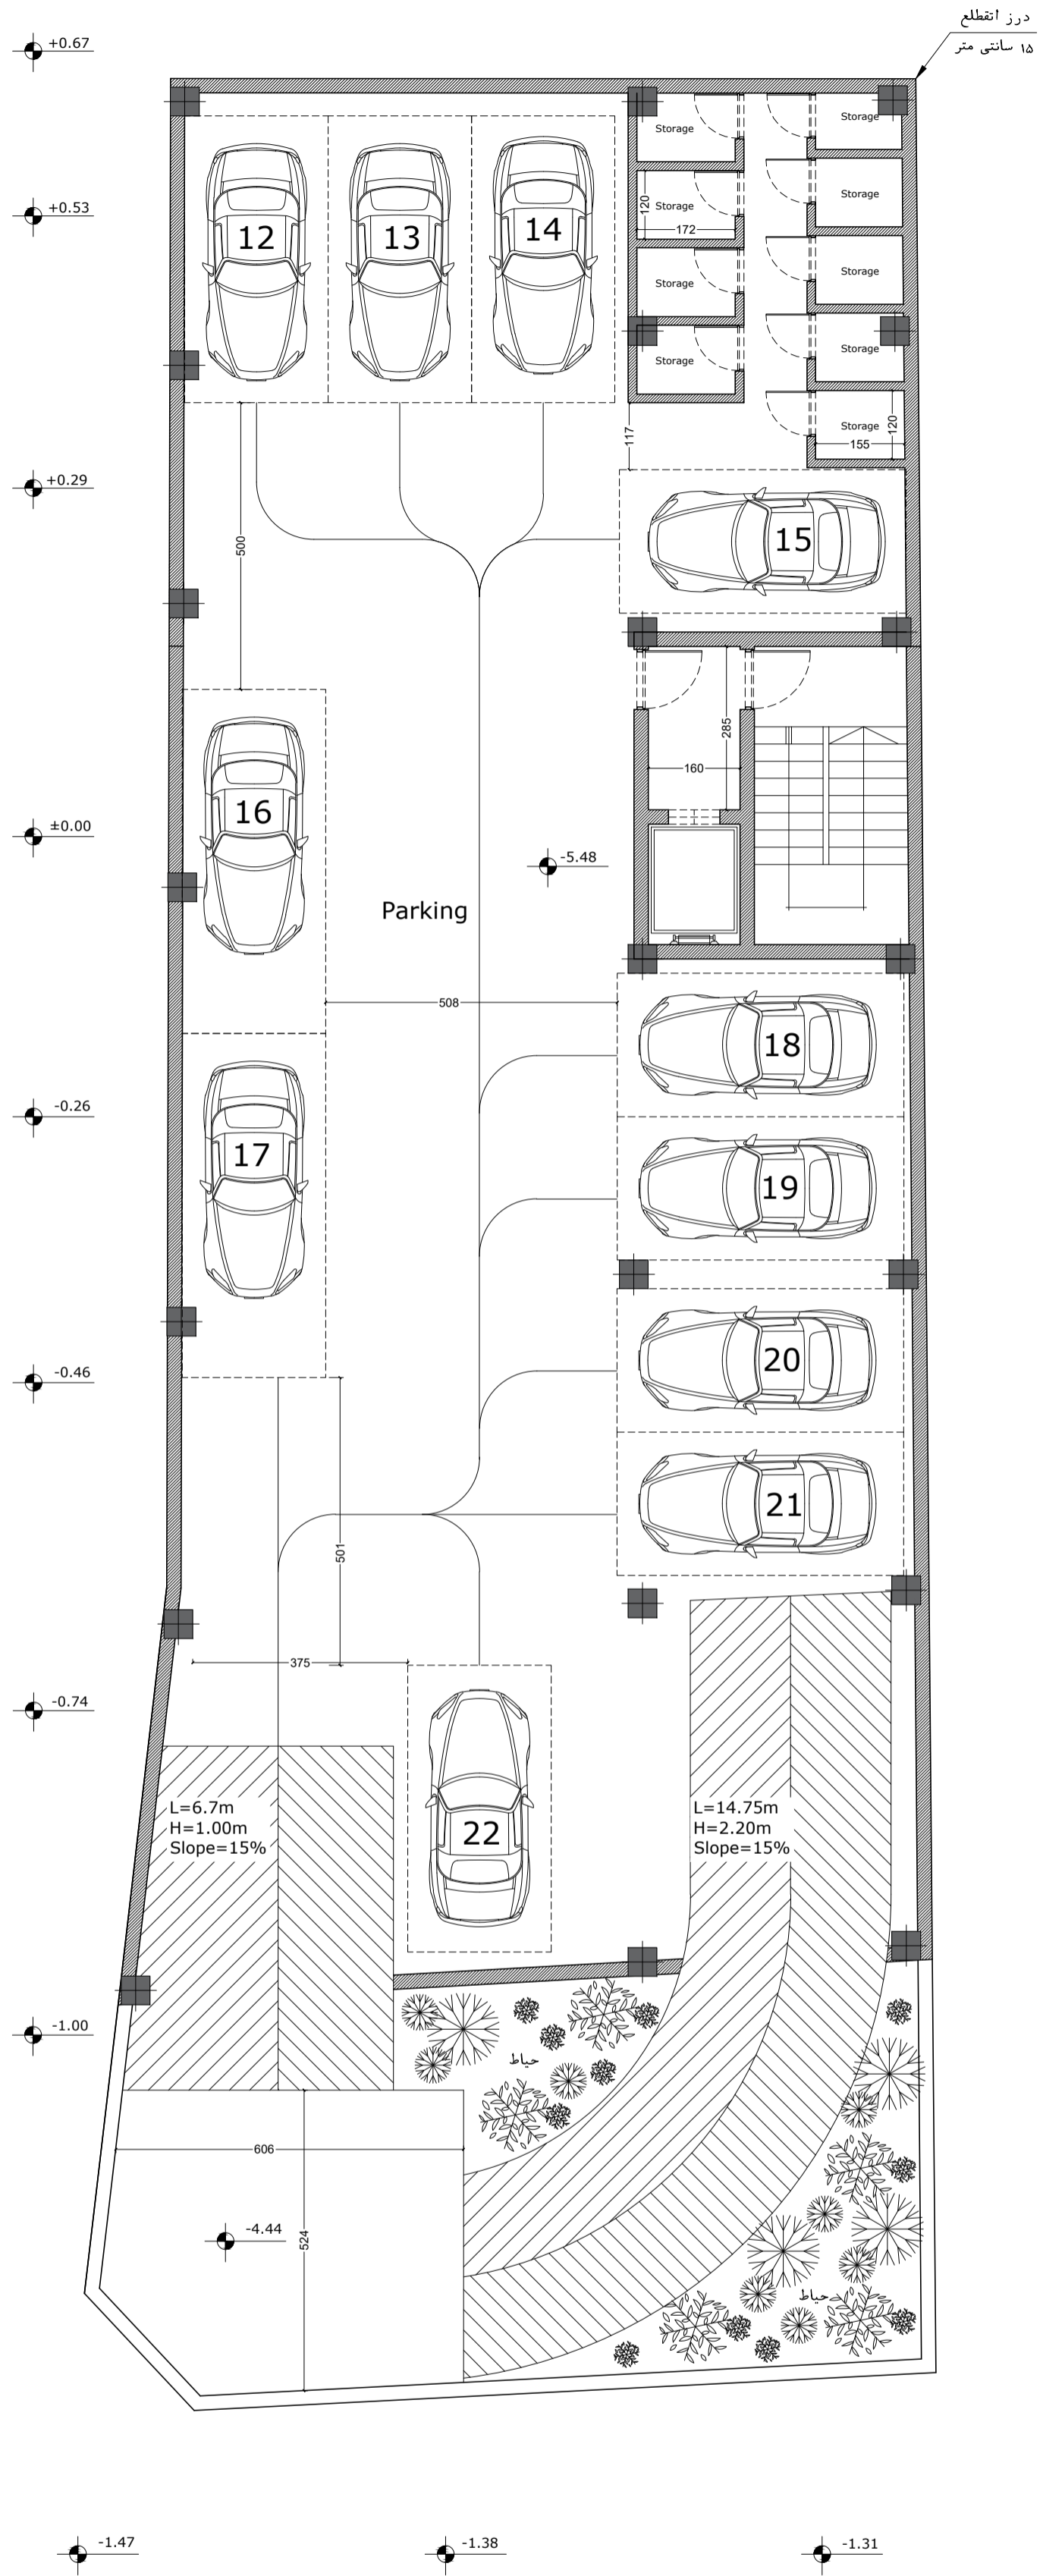 درز انقطلع
۱۵ سانتی متر
+0.67
Storage
Storage
12
13
14
+0.53
Storage
120
172
Storage
Storage
Storage
Storage
Storage
117
Storage
120
155
+0.29
500
15
285
160
16
±0.00
-5.48
Parking
508
18
-0.26
17
19
20
-0.46
21
501
375
-0.74
L=6.7m
H=1.00m
Slope=15%
L=14.75m
H=2.20m
Slope=15%
22
-1.00
حیاط
606
-4.44
524
حیاط
-1.47
-1.38
-1.31